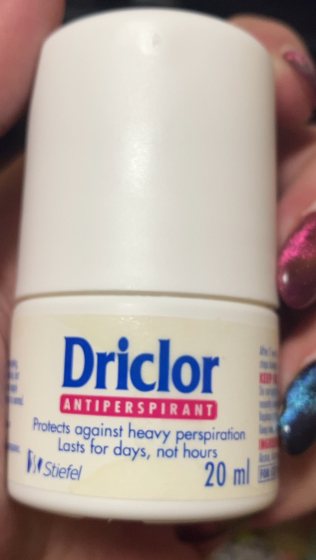 Driclor
ANTIPERSPIRANT
Protects against heavy perspiration
Lasts for days, not hours
Stiefel
20 ml